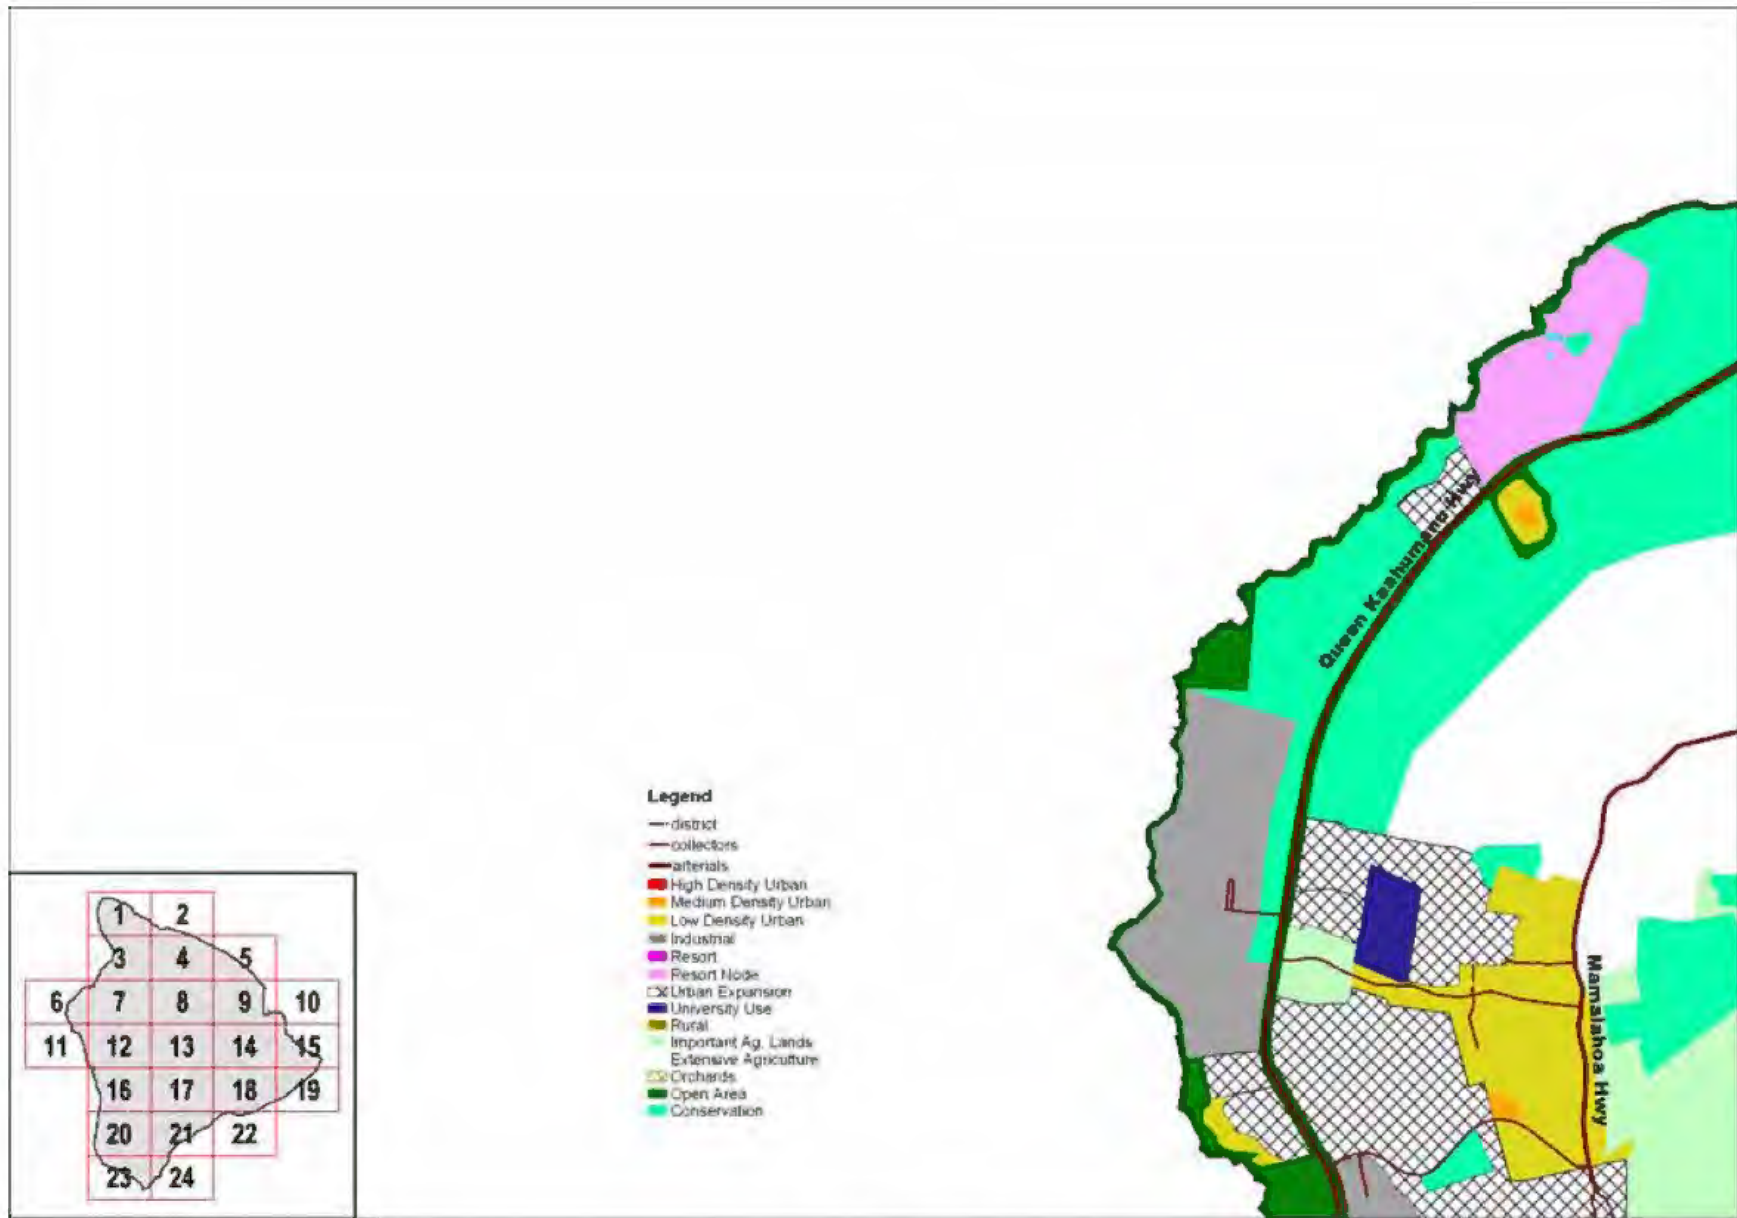 Queen Kaahumanu Hwy
Mamalahoa Hwy
Legend
district
collectors
arterials
High Density Urban
Medium Density Urban
Low Density Urban
Industrial
Resort
Resort Node
Urban Expansion
University Use
Rural
Important Ag. Lands
Extensive Agriculture
Orchards
Open Area
Conservation
1 2
3 4 5
6 7 8 9 10
11 12 13 14 15
16 17 18 19
20 21 22
23 24